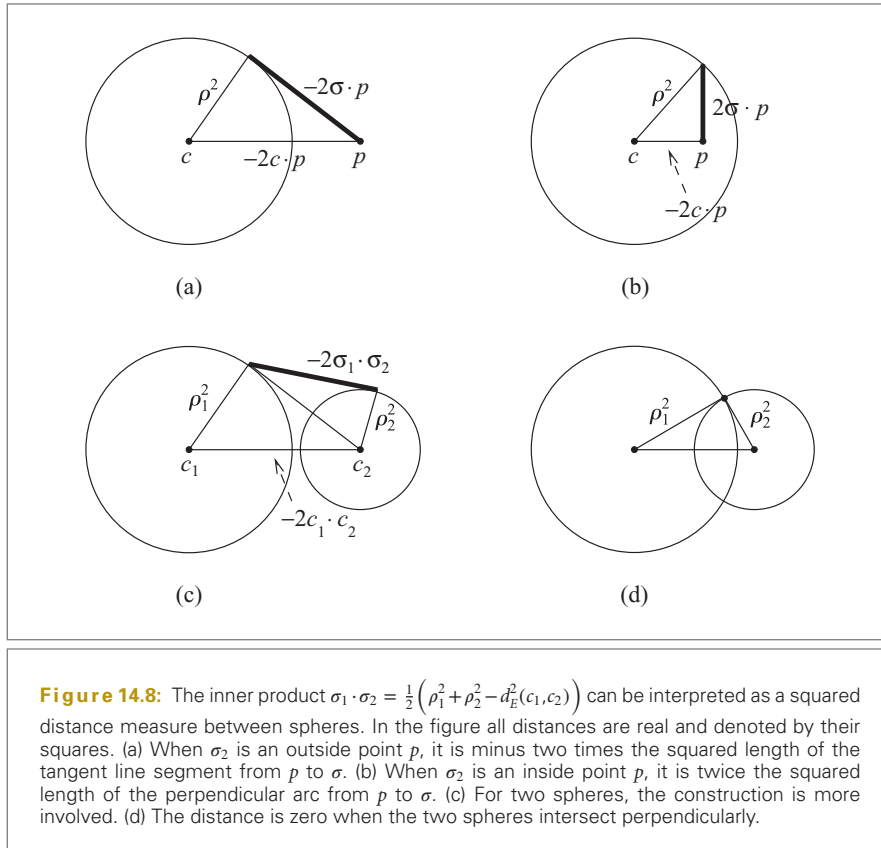 ρ² −2σ·p
c −2c·p p
(a)
ρ² 2σ·p
c p
−2c·p
(b)
−2σ₁·σ₂
ρ₁² ρ₂²
c₁ c₂
−2c₁·c₂
(c)
ρ₁² ρ₂²
(d)
Figure 14.8: The inner product σ₁·σ₂ = ½(ρ₁²+ρ₂²−d_E²(c₁,c₂)) can be interpreted as a squared
distance measure between spheres. In the figure all distances are real and denoted by their
squares. (a) When σ₂ is an outside point p, it is minus two times the squared length of the
tangent line segment from p to σ. (b) When σ₂ is an inside point p, it is twice the squared
length of the perpendicular arc from p to σ. (c) For two spheres, the construction is more
involved. (d) The distance is zero when the two spheres intersect perpendicularly.